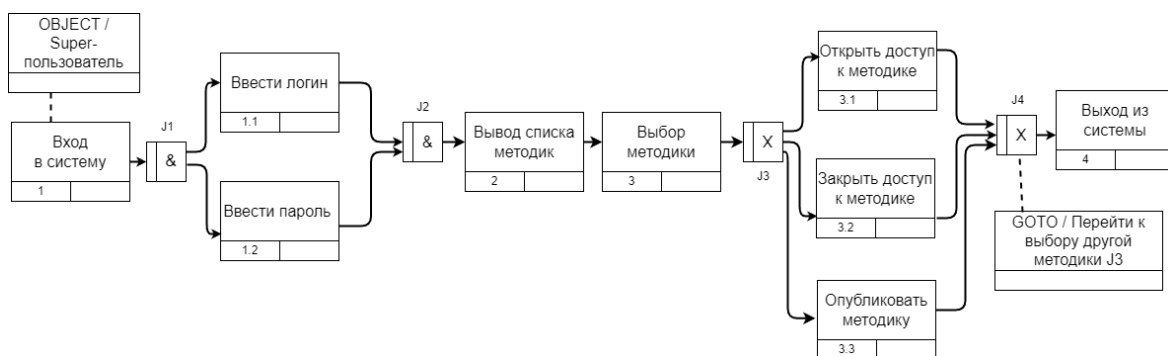 OBJECT /
Super-
пользователь
Вход
в систему
1
J1
&
Ввести логин
1.1
Ввести пароль
1.2
J2
&
Вывод списка
методик
2
Выбор
методики
3
X
J3
Открыть доступ
к методике
3.1
Закрыть доступ
к методике
3.2
Опубликовать
методику
3.3
J4
X
Выход из
системы
4
GOTO / Перейти к
выбору другой
методики J3